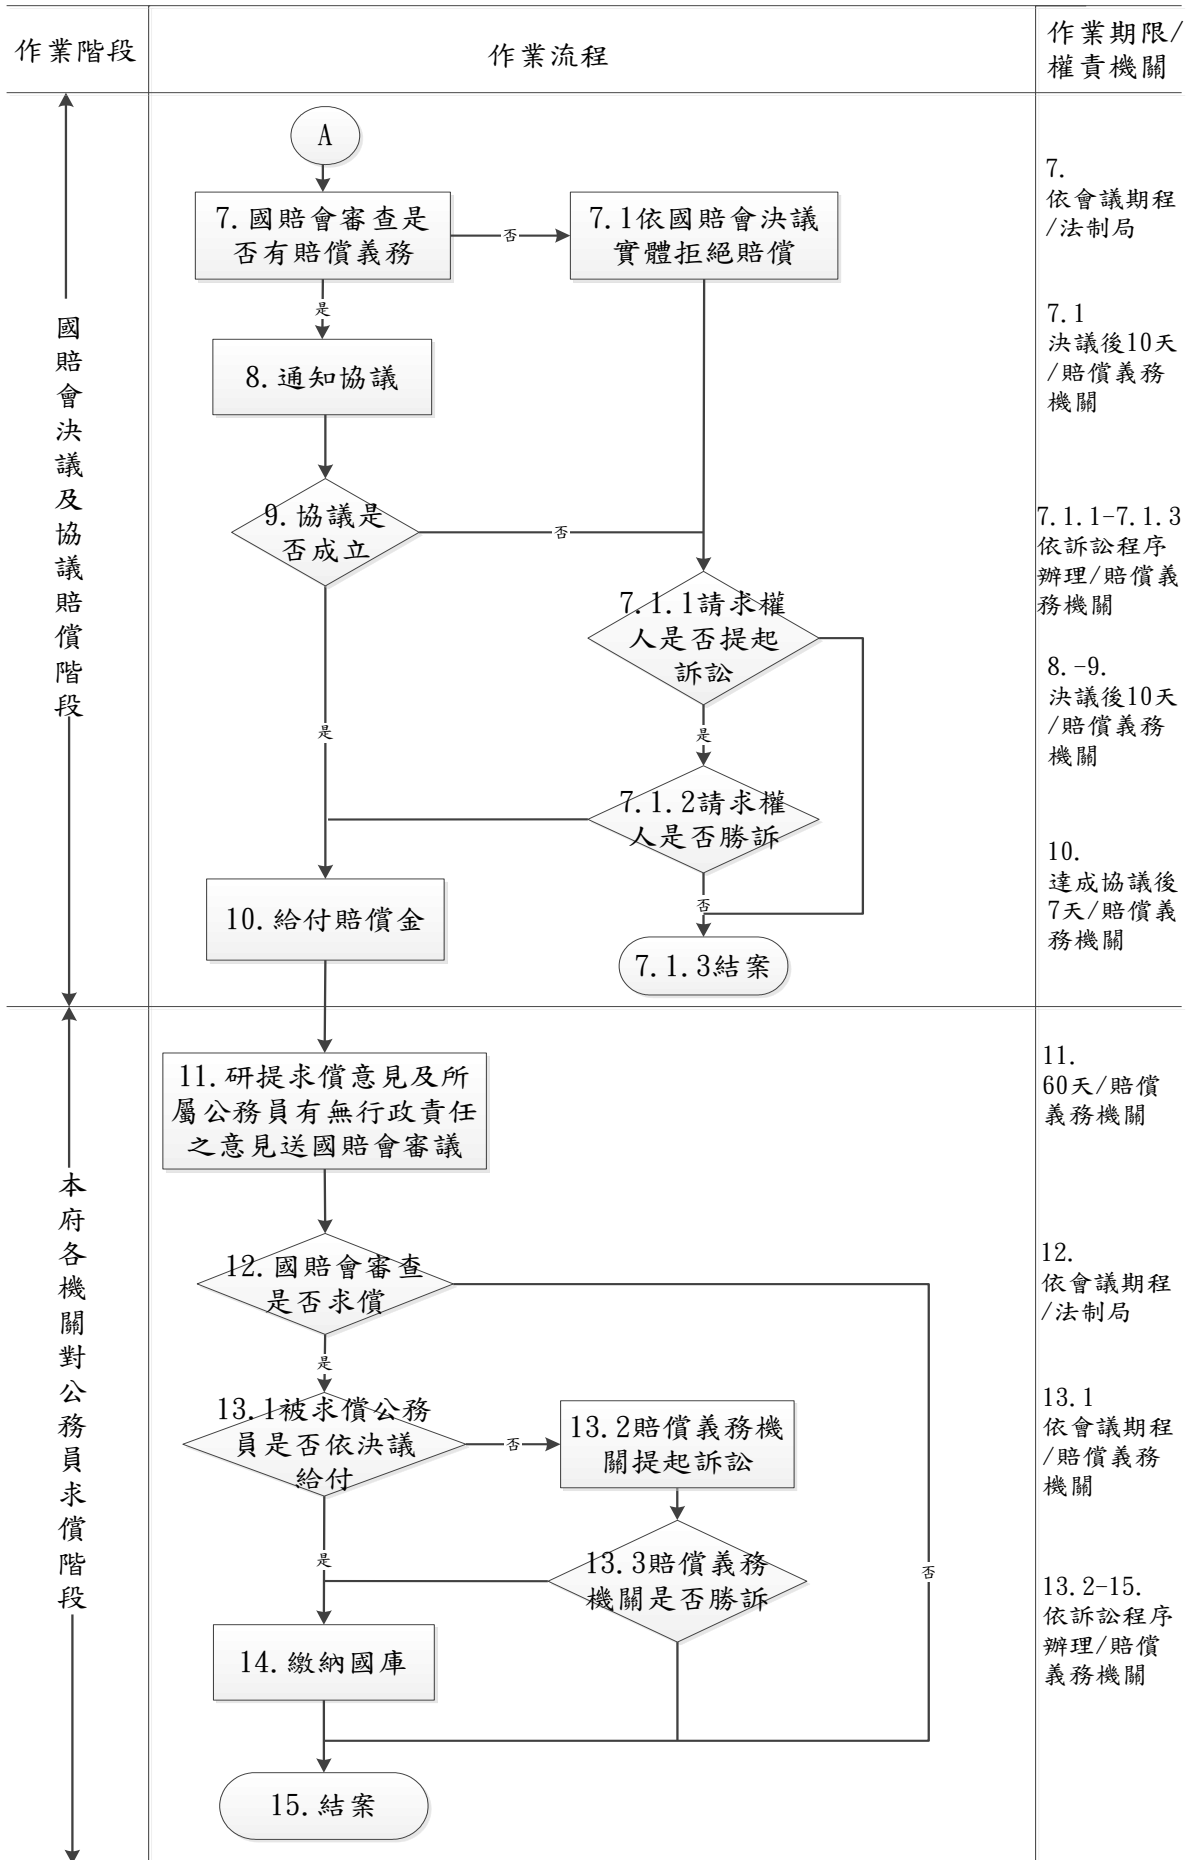 作業階段
作業流程
作業期限/
權責機關
國賠會決議及協議賠償階段
A
7.國賠會審查是
否有賠償義務
否
7.1依國賠會決議
實體拒絕賠償
是
8.通知協議
9.協議是
否成立
否
7.1.1請求權
人是否提起
訴訟
是
是
7.1.2請求權
人是否勝訴
否
10.給付賠償金
7.1.3結案
7.
依會議期程
/法制局
7.1
決議後10天
/賠償義務
機關
7.1.1-7.1.3
依訴訟程序
辦理/賠償義
務機關
8.-9.
決議後10天
/賠償義務
機關
10.
達成協議後
7天/賠償義
務機關
本府各機關對公務員求償階段
11.研提求償意見及所
屬公務員有無行政責任
之意見送國賠會審議
12.國賠會審查
是否求償
是
13.1被求償公務
員是否依決議
給付
否
13.2賠償義務機
關提起訴訟
是
13.3賠償義務
機關是否勝訴
否
14.繳納國庫
15.結案
11.
60天/賠償
義務機關
12.
依會議期程
/法制局
13.1
依會議期程
/賠償義務
機關
13.2-15.
依訴訟程序
辦理/賠償
義務機關